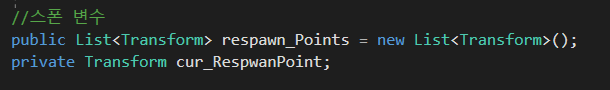 //스폰 변수
public List<Transform> respawn_Points = new List<Transform>();
private Transform cur_RespwanPoint;